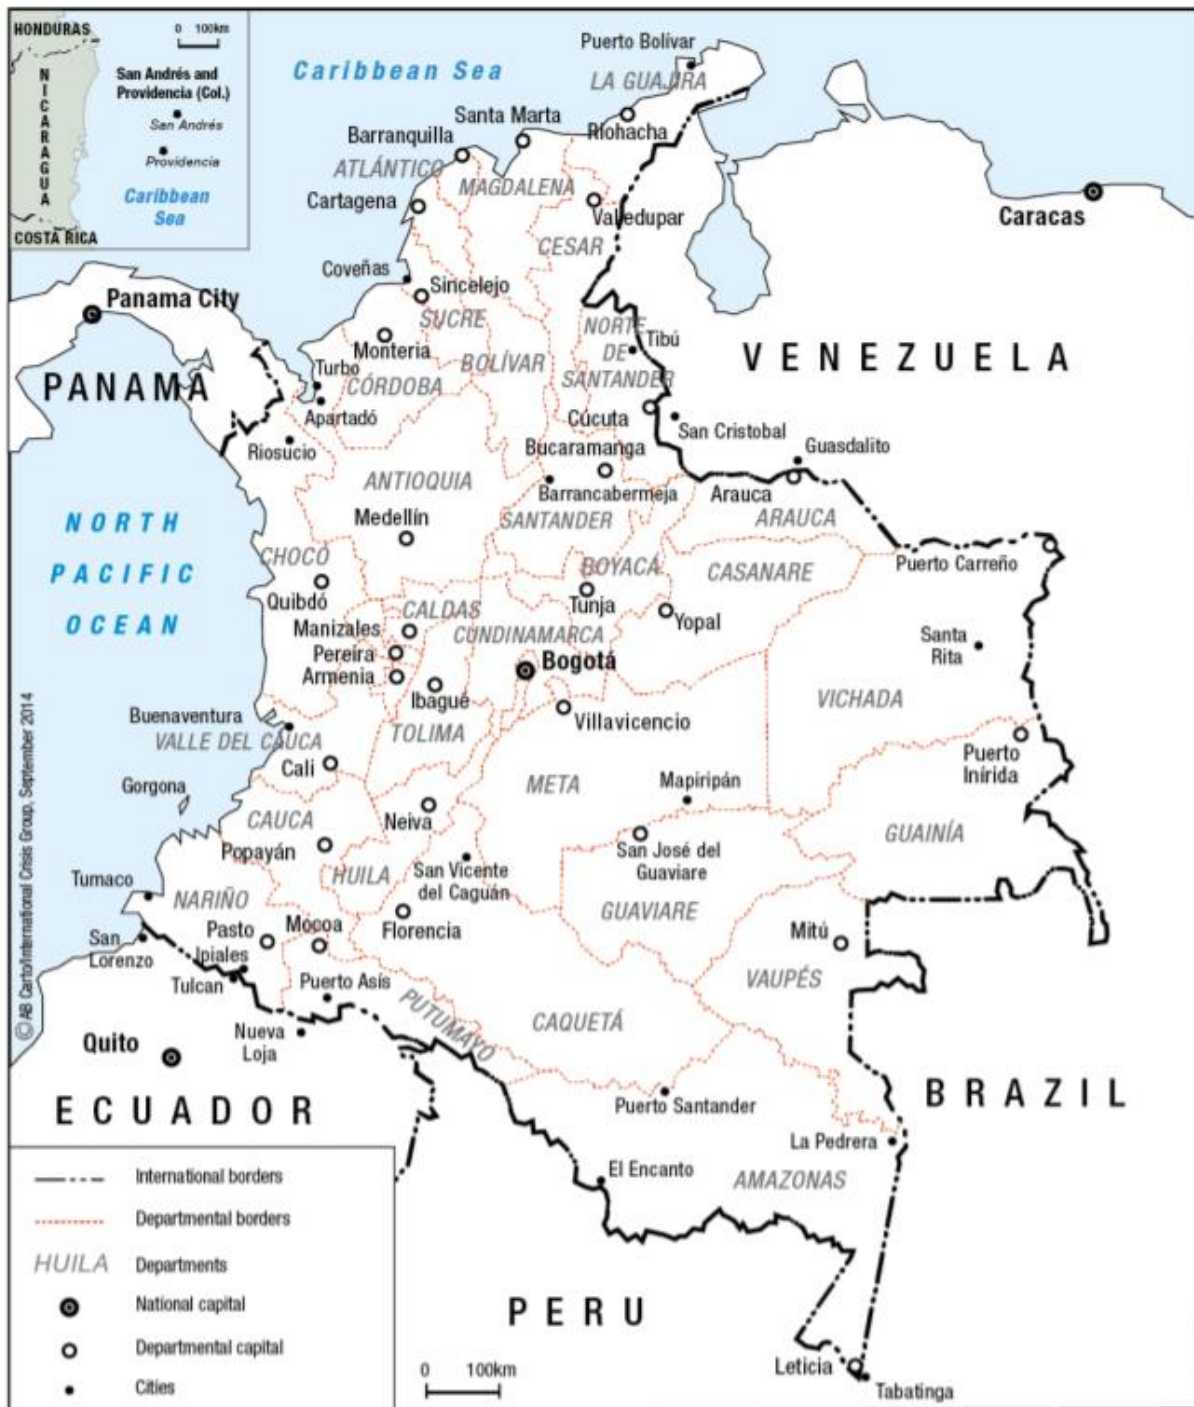 HONDURAS
0 100km
NICARAGUA
San Andrés and
Providencia (Col.)
San Andrés
Providencia
Caribbean
Sea
COSTA RICA
Caribbean Sea
Puerto Bolívar
LA GUAJIRA
Santa Marta
Riohacha
Barranquilla
ATLÁNTICO
MAGDALENA
Cartagena
Valledupar
Caracas
CESAR
Coveñas
Sincelejo
Panama City
SUCRE
NORTE
DE
SANTANDER
Tibú
Monteria
BOLÍVAR
VENEZUELA
Turbo
PANAMA
CÓRDOBA
Apartadó
Cúcuta
San Cristobal
Riosucio
Bucaramanga
Guasdalito
ANTIOQUIA
Barrancabermeja
Arauca
Medellín
SANTANDER
ARAUCA
NORTH
PACIFIC
OCEAN
CHOCÓ
BOYACÁ
CASANARE
Puerto Carreño
Quibdó
CALDAS
Tunja
Yopal
Manizales
CUNDINAMARCA
Santa
Rita
Pereira
Bogotá
Armenia
Ibagué
VICHADA
Buenaventura
Villavicencio
VALLE DEL CAUCA
TOLIMA
Puerto
Inírida
Cali
META
Mapiripán
Gorgona
CAUCA
Neiva
GUAINÍA
Popayán
San José del
Guaviare
HUILA
San Vicente
del Caguán
Tumaco
NARIÑO
GUAVIARE
Pasto
Mocoa
Florencia
Mitú
San
Lorenzo
Ipiales
Tulcan
Puerto Asís
VAUPÉS
PUTUMAYO
CAQUETÁ
Nueva
Loja
Quito
ECUADOR
Puerto Santander
BRAZIL
La Pedrera
El Encanto
AMAZONAS
PERU
Leticia
Tabatinga
0 100km
International borders
Departmental borders
HUILA Departments
National capital
Departmental capital
Cities
©AB Carto/International Crisis Group, September 2014